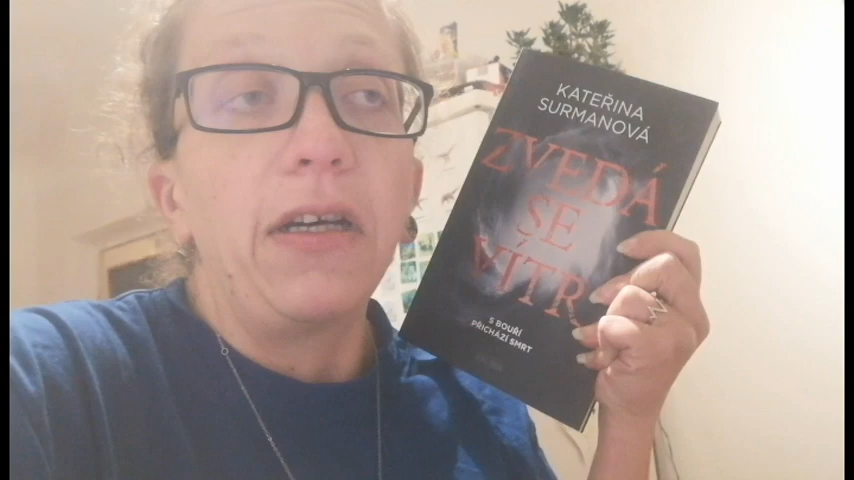 KATEŘINA
SURMANOVÁ
ZVEDÁ
SE
VÍTR
S BOUŘÍ
PŘICHÁZÍ SMRT